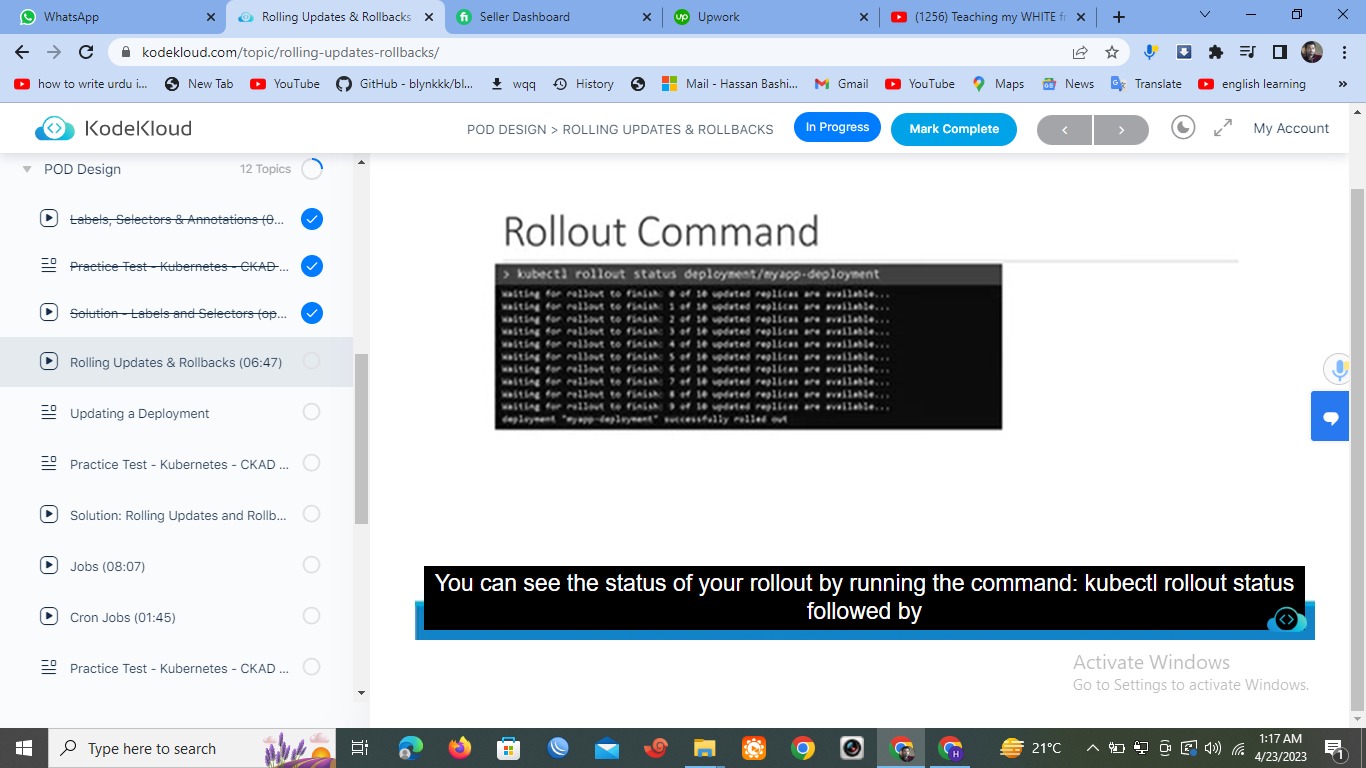 WhatsApp
Rolling Updates & Rollbacks
Seller Dashboard
Upwork
(1256) Teaching my WHITE fr
kodekloud.com/topic/rolling-updates-rollbacks/
how to write urdu i...
New Tab
YouTube
GitHub - blynkkk/bl...
wqq
History
Mail - Hassan Bashi...
Gmail
YouTube
Maps
News
Translate
english learning
KodeKloud
POD DESIGN > ROLLING UPDATES & ROLLBACKS
In Progress
Mark Complete
My Account
POD Design
12 Topics
Labels, Selectors & Annotations (0...
Practice Test - Kubernetes - CKAD ...
Solution - Labels and Selectors (op...
Rolling Updates & Rollbacks (06:47)
Updating a Deployment
Practice Test - Kubernetes - CKAD ...
Solution: Rolling Updates and Rollb...
Jobs (08:07)
Cron Jobs (01:45)
Practice Test - Kubernetes - CKAD ...
Rollout Command
> kubectl rollout status deployment/myapp-deployment
Waiting for rollout to finish: 0 of 10 updated replicas are available...
Waiting for rollout to finish: 1 of 10 updated replicas are available...
Waiting for rollout to finish: 2 of 10 updated replicas are available...
Waiting for rollout to finish: 3 of 10 updated replicas are available...
Waiting for rollout to finish: 4 of 10 updated replicas are available...
Waiting for rollout to finish: 5 of 10 updated replicas are available...
Waiting for rollout to finish: 6 of 10 updated replicas are available...
Waiting for rollout to finish: 7 of 10 updated replicas are available...
Waiting for rollout to finish: 8 of 10 updated replicas are available...
Waiting for rollout to finish: 9 of 10 updated replicas are available...
deployment "myapp-deployment" successfully rolled out
You can see the status of your rollout by running the command: kubectl rollout status
followed by
Activate Windows
Go to Settings to activate Windows.
Type here to search
21°C
1:17 AM
4/23/2023
1